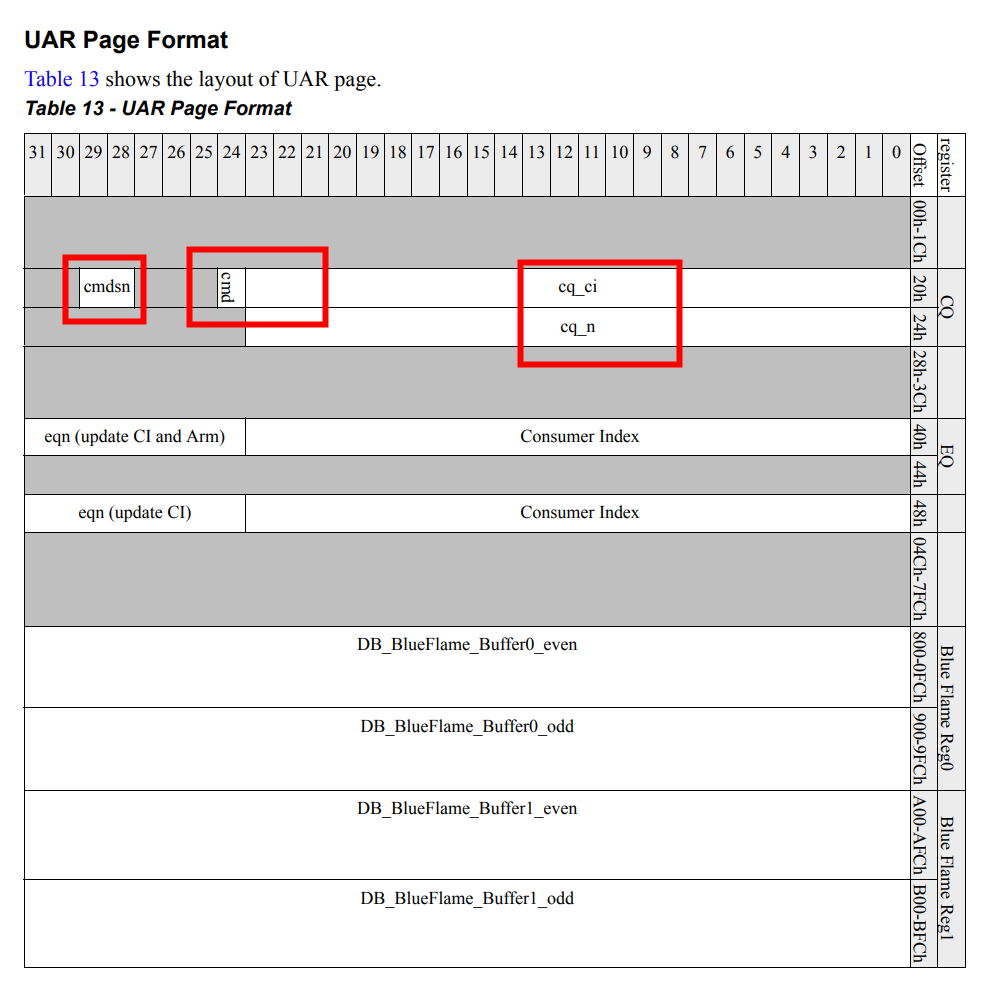 UAR Page Format
Table 13 shows the layout of UAR page.
Table 13 - UAR Page Format
31 30 29 28 27 26 25 24 23 22 21 20 19 18 17 16 15 14 13 12 11 10 9 8 7 6 5 4 3 2 1 0 Offset register
00h-1Ch
cmdsn cmd cq_ci 20h CQ
cq_n 24h
28h-3Ch
eqn (update CI and Arm) Consumer Index 40h EQ
44h
eqn (update CI) Consumer Index 48h
04Ch-7FCh
DB_BlueFlame_Buffer0_even 800-0FCh Blue Flame Reg0
DB_BlueFlame_Buffer0_odd 900-9FCh
DB_BlueFlame_Buffer1_even A00-AFCh Blue Flame Reg1
DB_BlueFlame_Buffer1_odd B00-BFCh